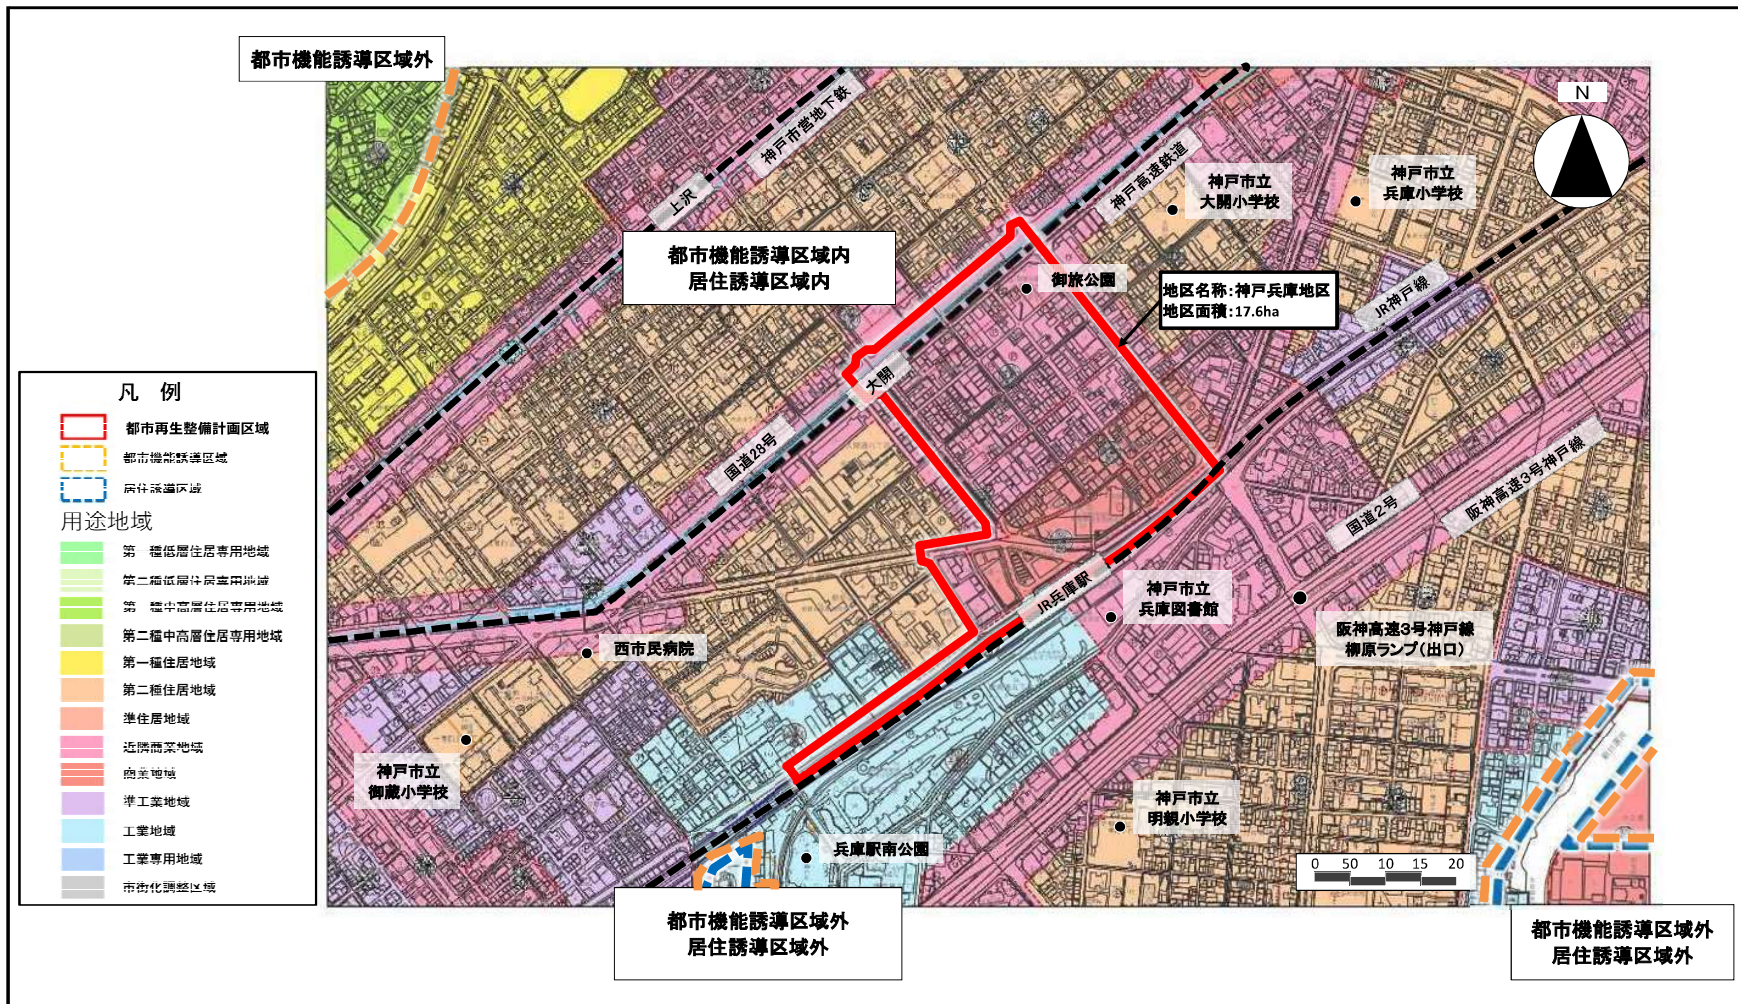 都市機能誘導区域外
N
神戸市営地下鉄
上沢
神戸高速鉄道
神戸市立
大開小学校
神戸市立
兵庫小学校
都市機能誘導区域内
居住誘導区域内
御旅公園
地区名称:神戸兵庫地区
地区面積:17.6ha
JR神戸線
大開
国道28号
国道2号
阪神高速3号神戸線
凡 例
都市再生整備計画区域
都市機能誘導区域
居住誘導区域
用途地域
第一種低層住居専用地域
第二種低層住居専用地域
第一種中高層住居専用地域
第二種中高層住居専用地域
第一種住居地域
第二種住居地域
準住居地域
近隣商業地域
商業地域
準工業地域
工業地域
工業専用地域
市街化調整区域
JR兵庫駅
神戸市立
兵庫図書館
阪神高速3号神戸線
柳原ランプ(出口)
西市民病院
神戸市立
御蔵小学校
神戸市立
明親小学校
兵庫駅南公園
0 50 10 15 20
都市機能誘導区域外
居住誘導区域外
都市機能誘導区域外
居住誘導区域外